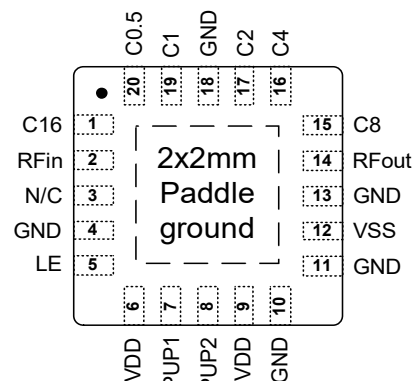 C0.5
C1
GND
C2
C4
20
19
18
17
16
C16
1
RFin
2
N/C
3
GND
4
LE
5
2x2mm
Paddle
ground
15
C8
14
RFout
13
GND
12
VSS
11
GND
6
7
8
9
10
VDD
PUP1
PUP2
VDD
GND